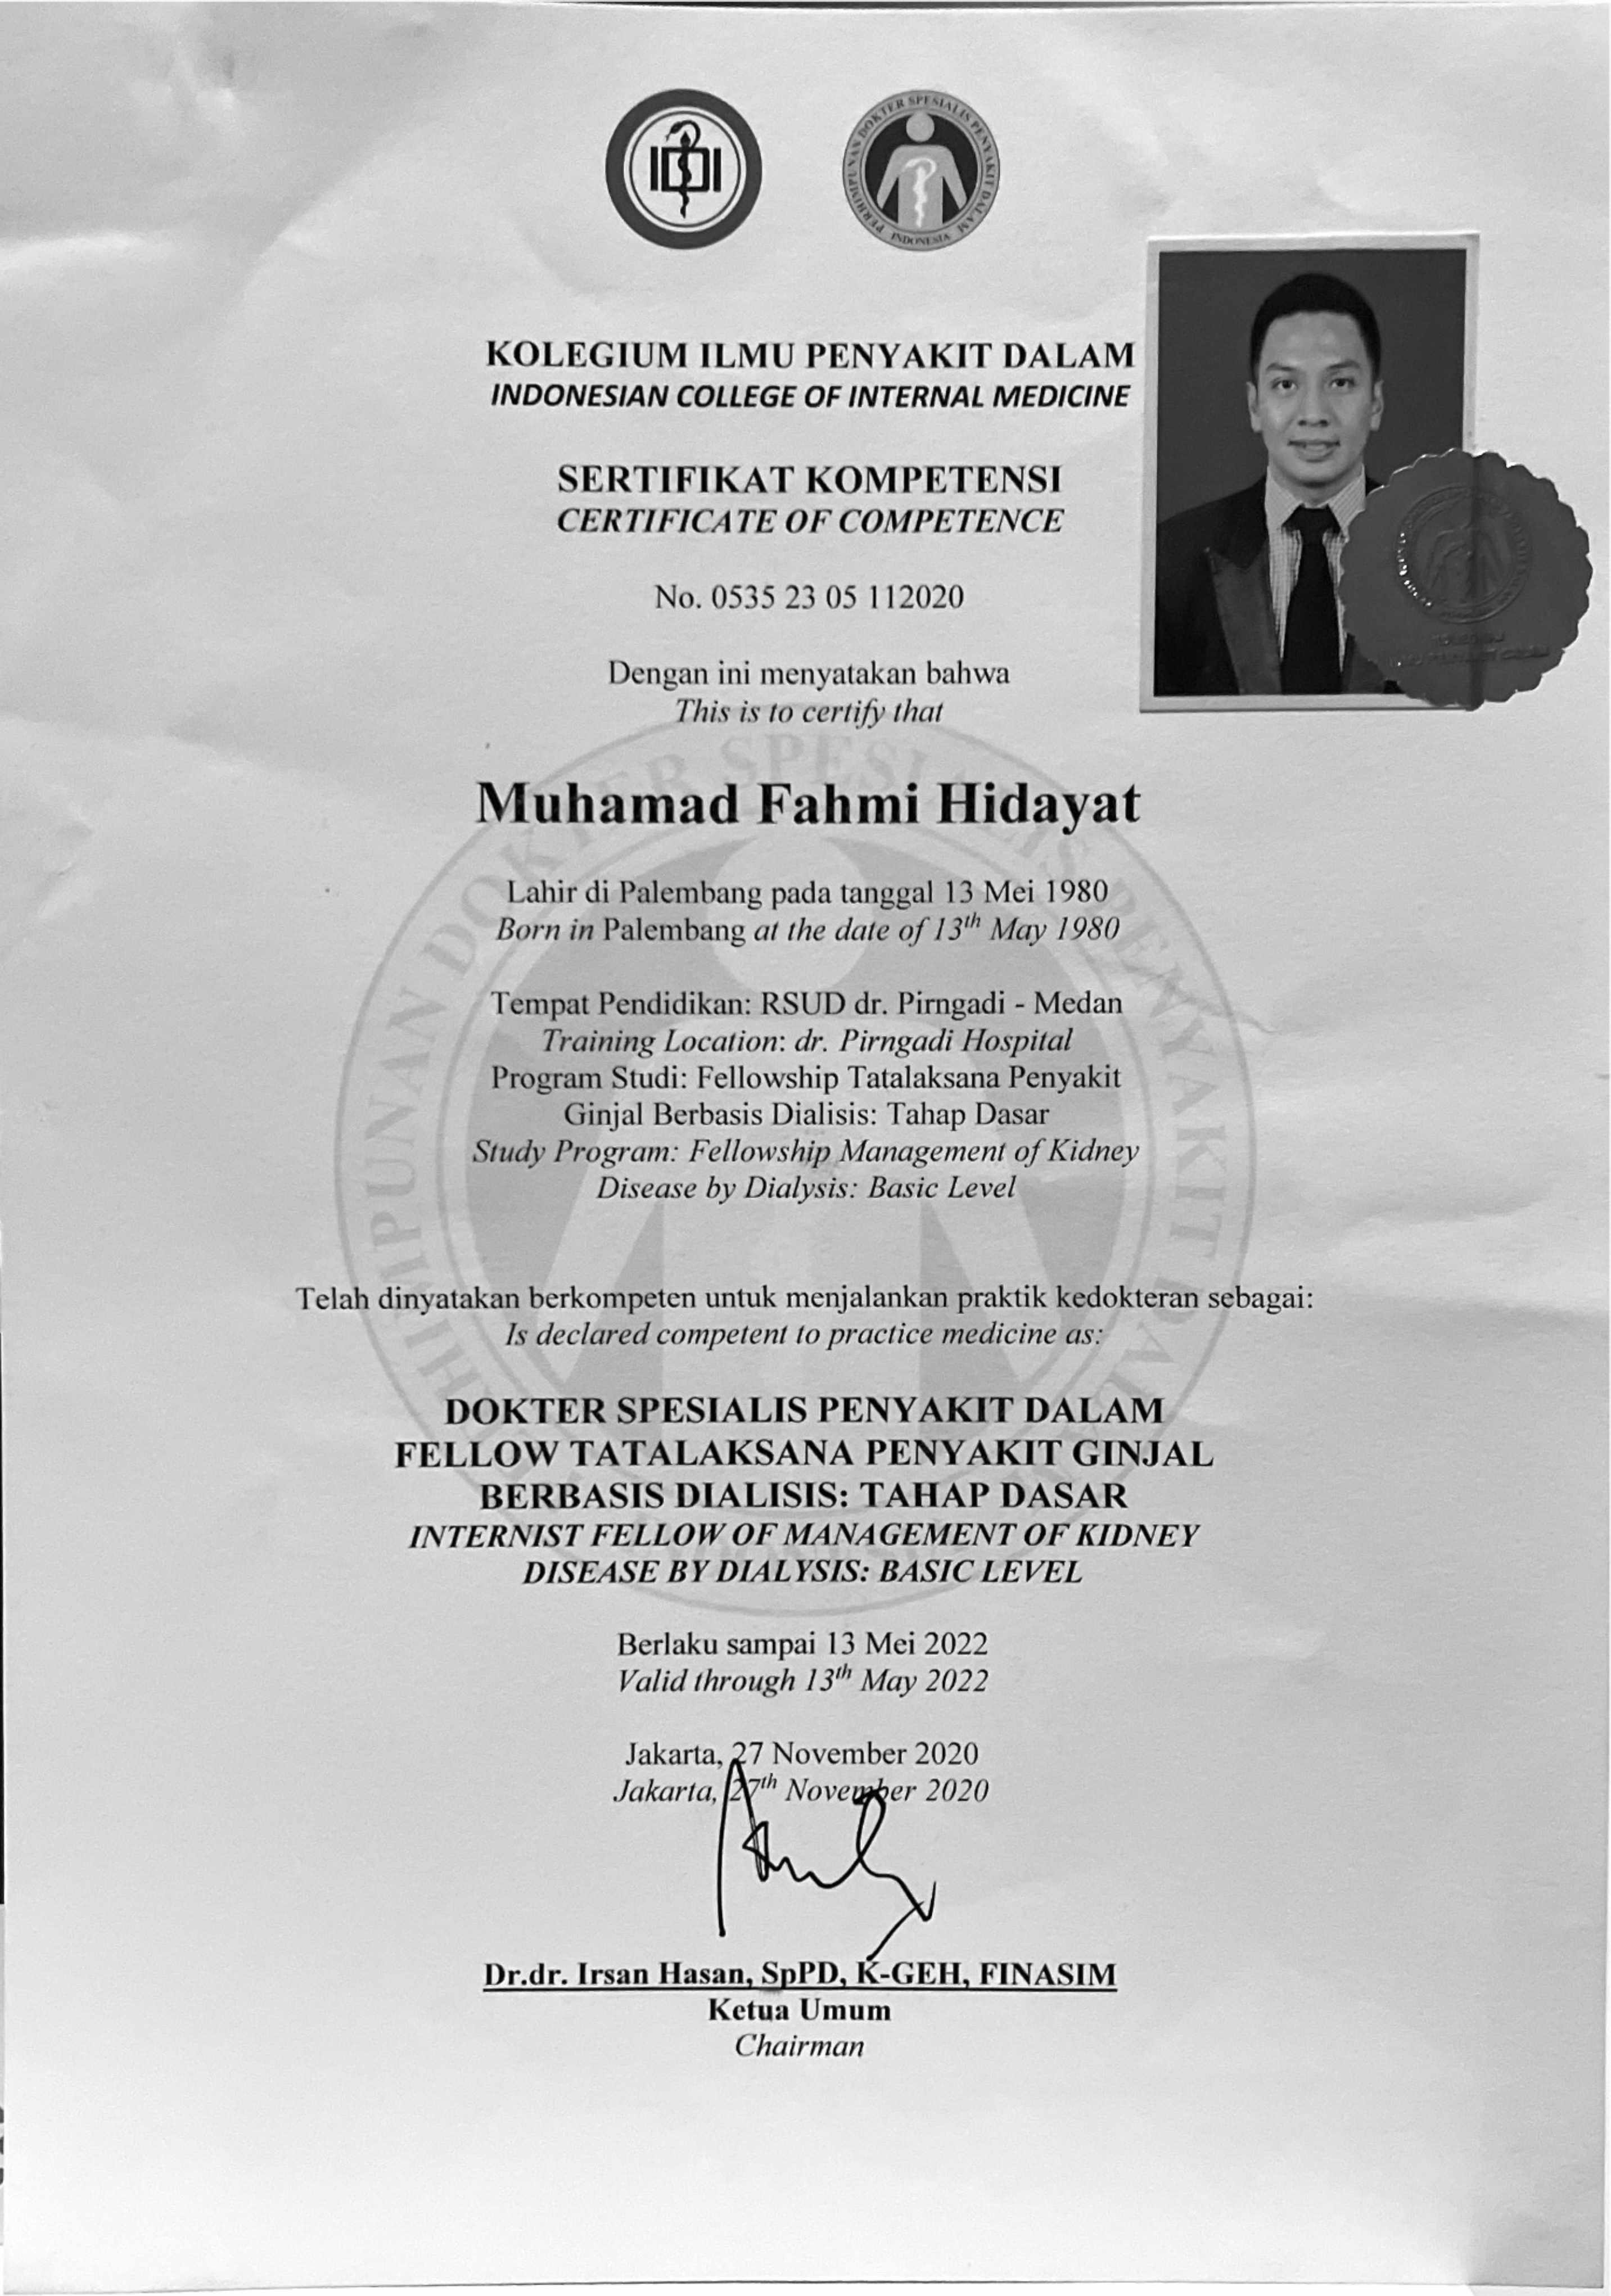 IDI
PERHIMPUNAN DOKTER SPESIALIS PENYAKIT DALAM
INDONESIA
KOLEGIUM ILMU PENYAKIT DALAM
INDONESIAN COLLEGE OF INTERNAL MEDICINE
SERTIFIKAT KOMPETENSI
CERTIFICATE OF COMPETENCE
No. 0535 23 05 112020
Dengan ini menyatakan bahwa
This is to certify that
Muhamad Fahmi Hidayat
Lahir di Palembang pada tanggal 13 Mei 1980
Born in Palembang at the date of 13th May 1980
Tempat Pendidikan: RSUD dr. Pirngadi - Medan
Training Location: dr. Pirngadi Hospital
Program Studi: Fellowship Tatalaksana Penyakit
Ginjal Berbasis Dialisis: Tahap Dasar
Study Program: Fellowship Management of Kidney
Disease by Dialysis: Basic Level
Telah dinyatakan berkompeten untuk menjalankan praktik kedokteran sebagai:
Is declared competent to practice medicine as:
DOKTER SPESIALIS PENYAKIT DALAM
FELLOW TATALAKSANA PENYAKIT GINJAL
BERBASIS DIALISIS: TAHAP DASAR
INTERNIST FELLOW OF MANAGEMENT OF KIDNEY
DISEASE BY DIALYSIS: BASIC LEVEL
Berlaku sampai 13 Mei 2022
Valid through 13th May 2022
Jakarta, 27 November 2020
Jakarta, 27th November 2020
Dr.dr. Irsan Hasan, SpPD, K-GEH, FINASIM
Ketua Umum
Chairman